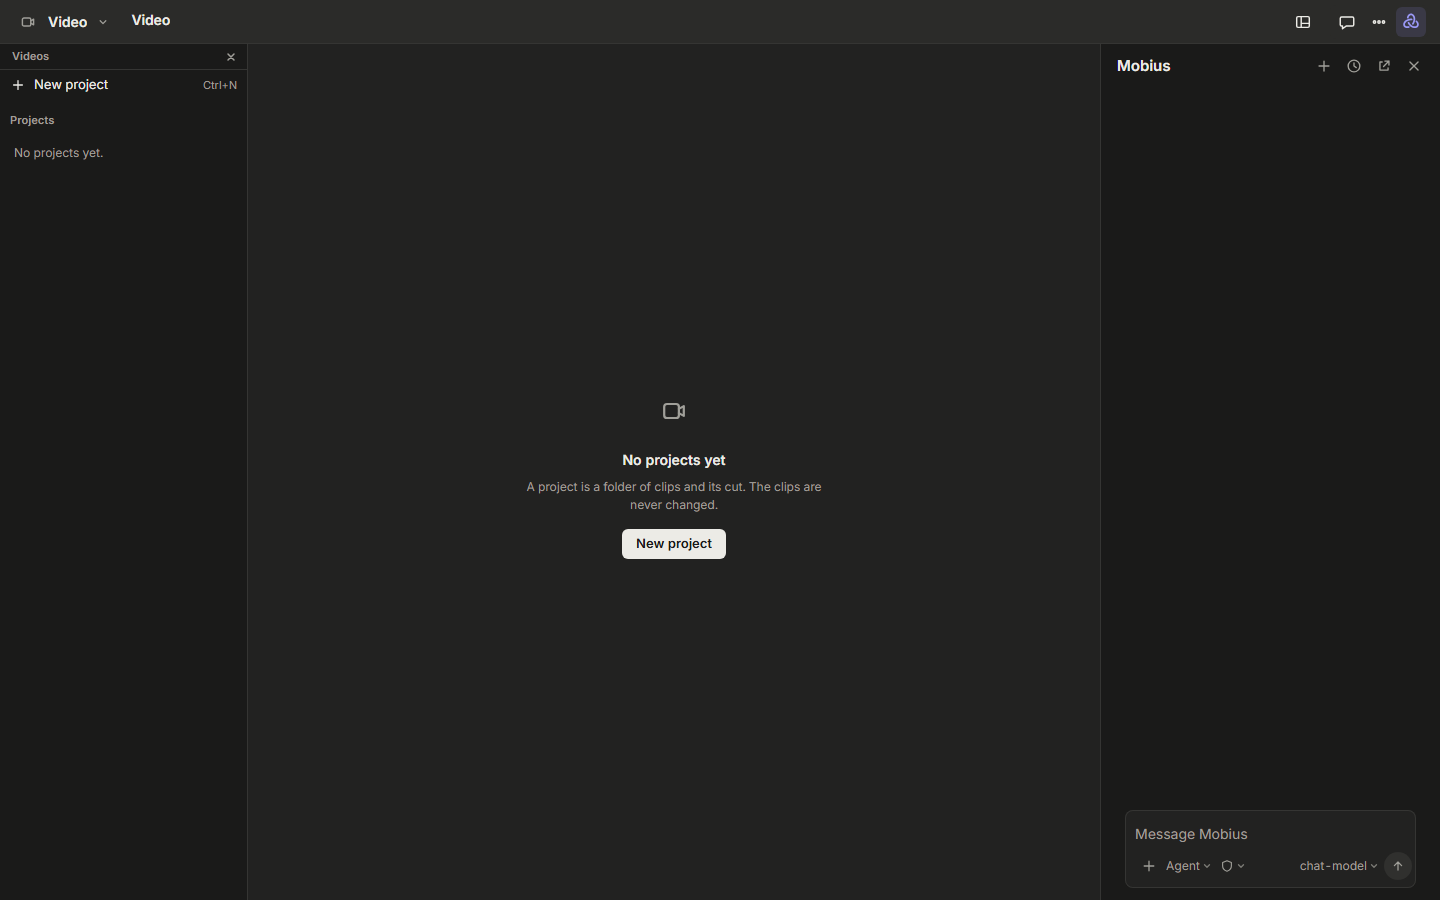 Video
Video
Videos
New project
Ctrl+N
Projects
No projects yet.
No projects yet
A project is a folder of clips and its cut. The clips are
never changed.
New project
Mobius
Message Mobius
Agent
chat-model